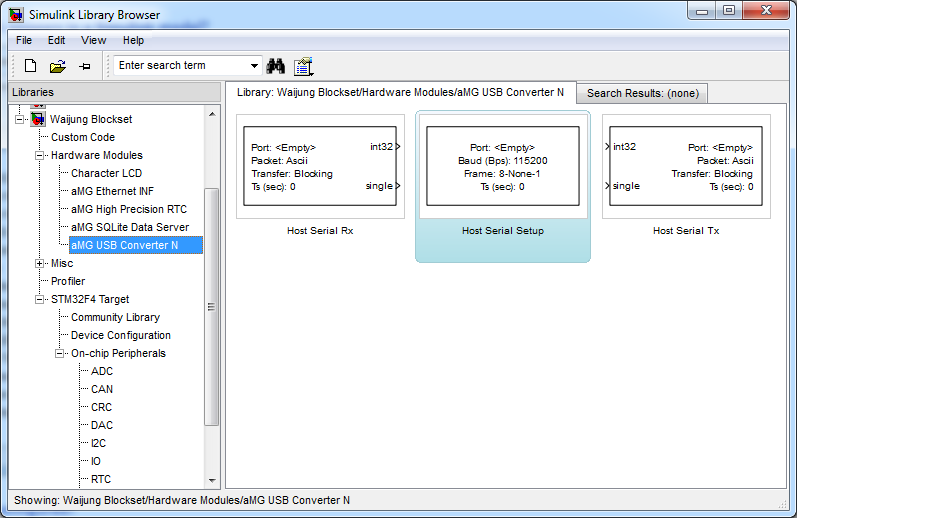 Simulink Library Browser
File Edit View Help
Enter search term
Libraries
Library: Waijung Blockset/Hardware Modules/aMG USB Converter N
Search Results: (none)
Waijung Blockset
Custom Code
Hardware Modules
Character LCD
aMG Ethernet INF
aMG High Precision RTC
aMG SQLite Data Server
aMG USB Converter N
Misc
Profiler
STM32F4 Target
Community Library
Device Configuration
On-chip Peripherals
ADC
CAN
CRC
DAC
I2C
IO
RTC
Port: <Empty>
Packet: Ascii
Transfer: Blocking
Ts (sec): 0
int32
single
Host Serial Rx
Port: <Empty>
Baud (Bps): 115200
Frame: 8-None-1
Ts (sec): 0
Host Serial Setup
int32
single
Port: <Empty>
Packet: Ascii
Transfer: Blocking
Ts (sec): 0
Host Serial Tx
Showing: Waijung Blockset/Hardware Modules/aMG USB Converter N